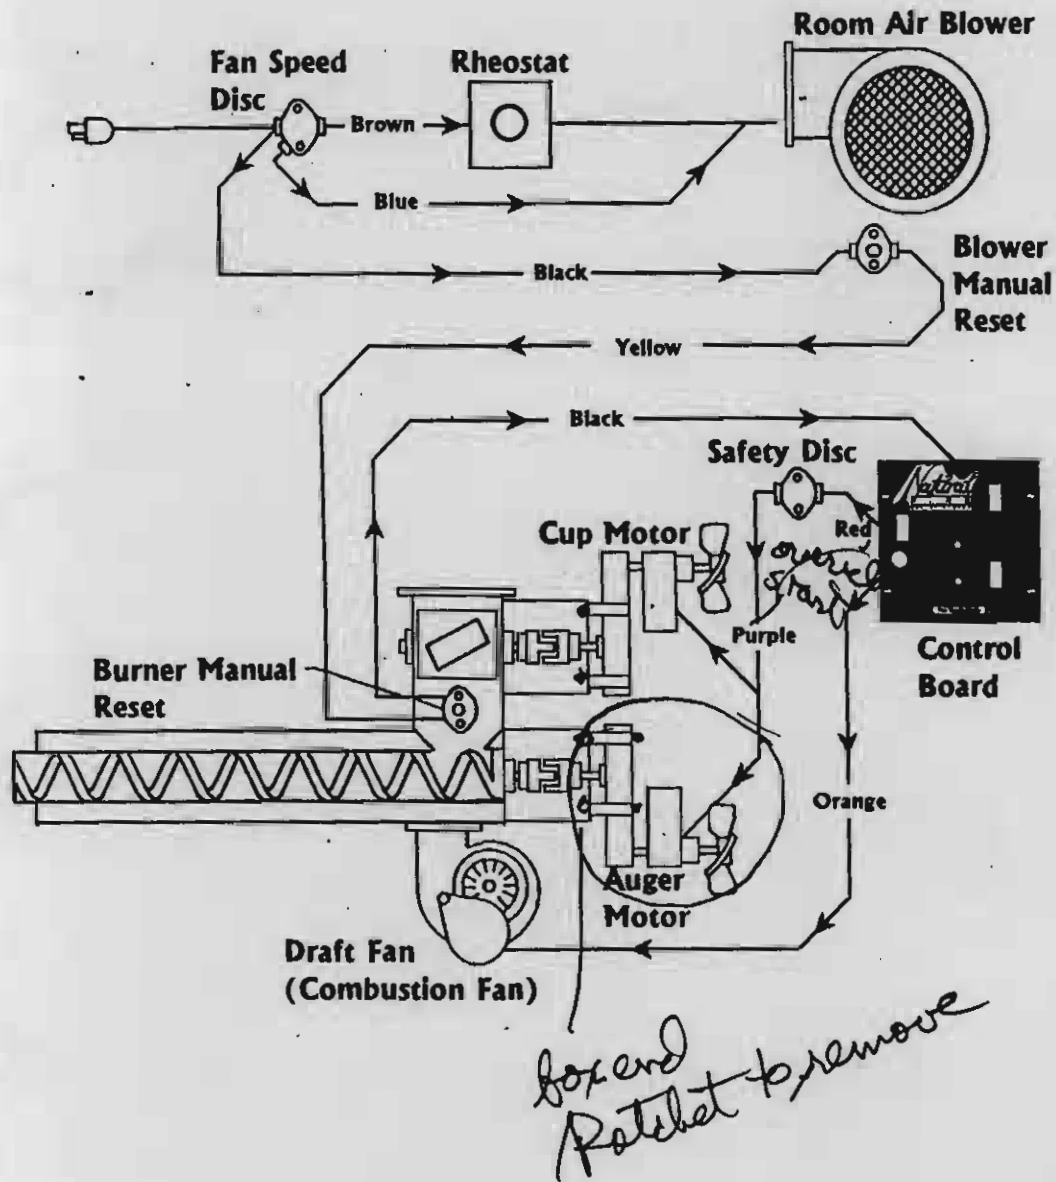 Room Air Blower
Fan Speed
Disc
Rheostat
Brown
Blue
Black
Blower
Manual
Reset
Yellow
Black
Safety Disc
Natural
Cup Motor
Red
start
Purple
Control
Board
Burner Manual
Reset
Orange
Auger
Motor
Draft Fan
(Combustion Fan)
box end
Ratchet to remove